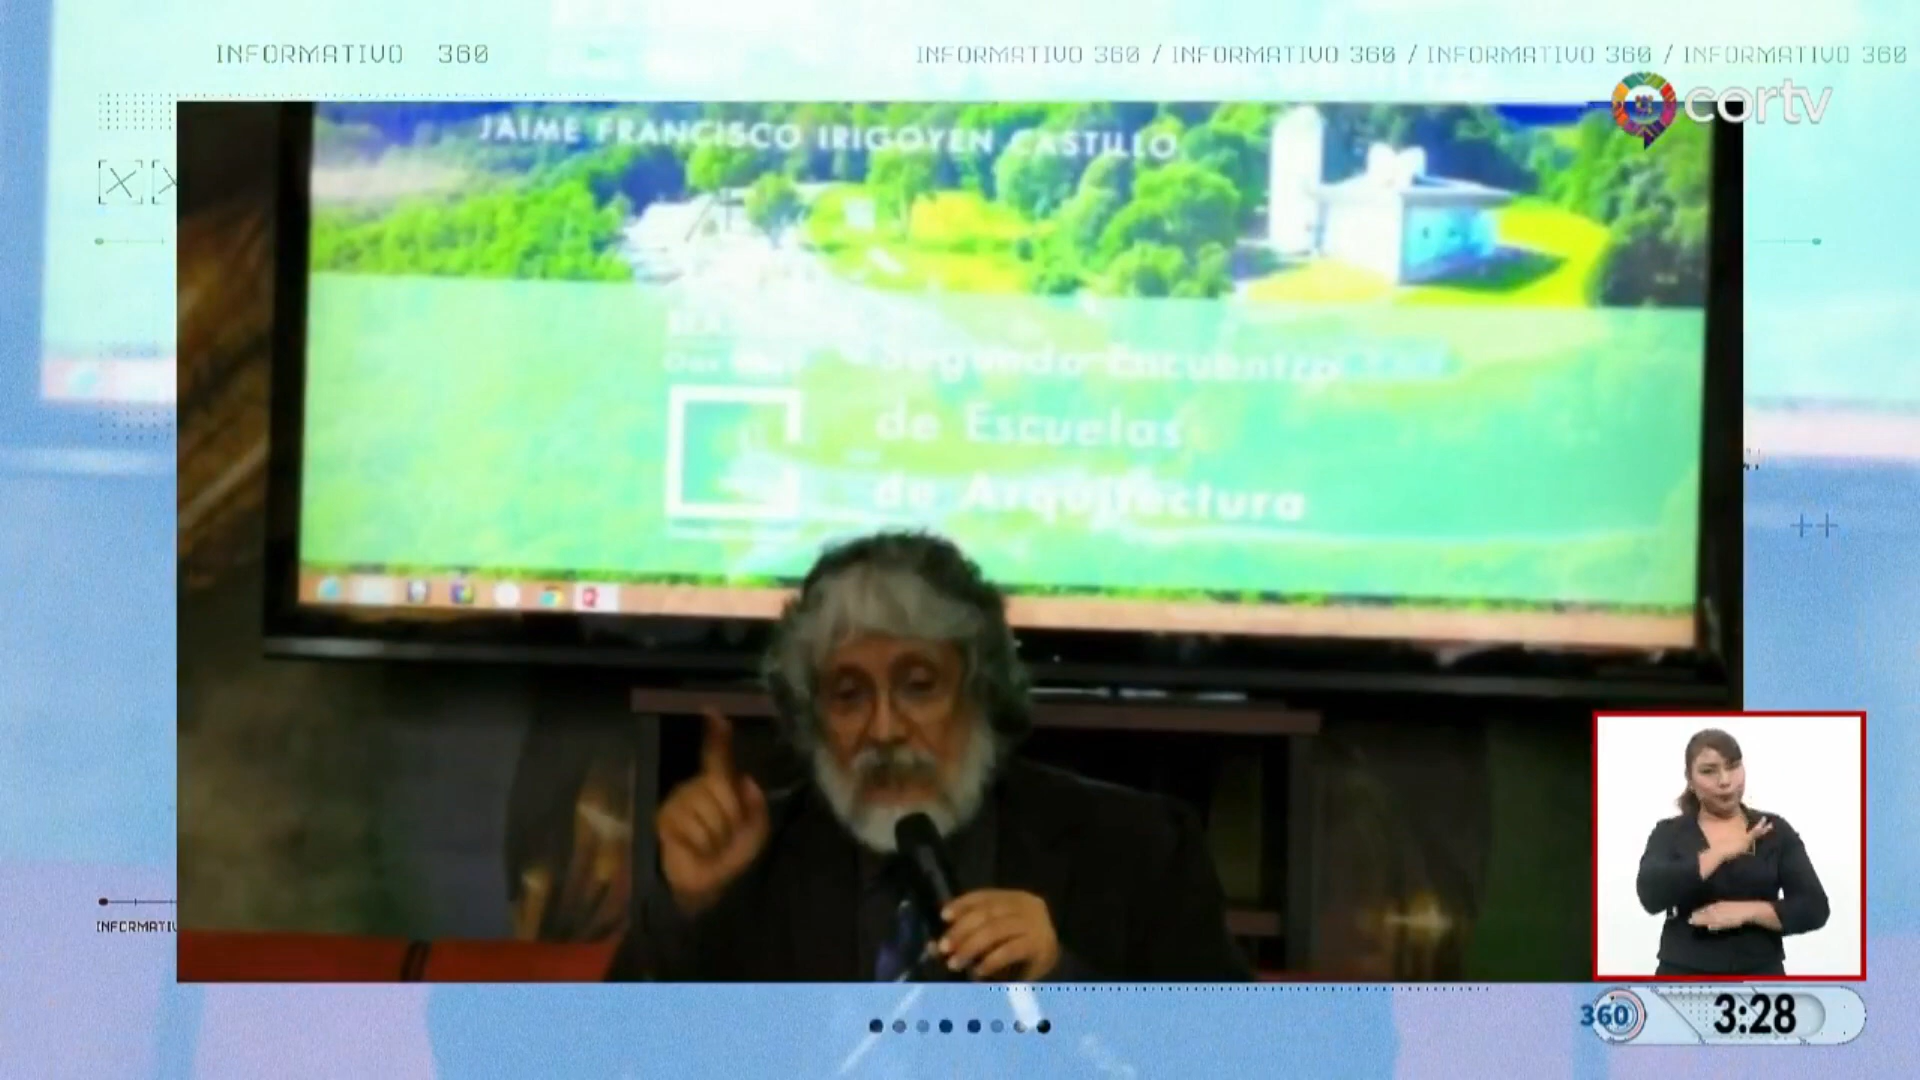 INFORMATIVO 360
INFORMATIVO 360 / INFORMATIVO 360 / INFORMATIVO 360 / INFORMATIVO 360
cortv
JAIME FRANCISCO IRIGOYEN CASTILLO
Segundo Encuentro
de Escuelas
de Arquitectura
360
3:28